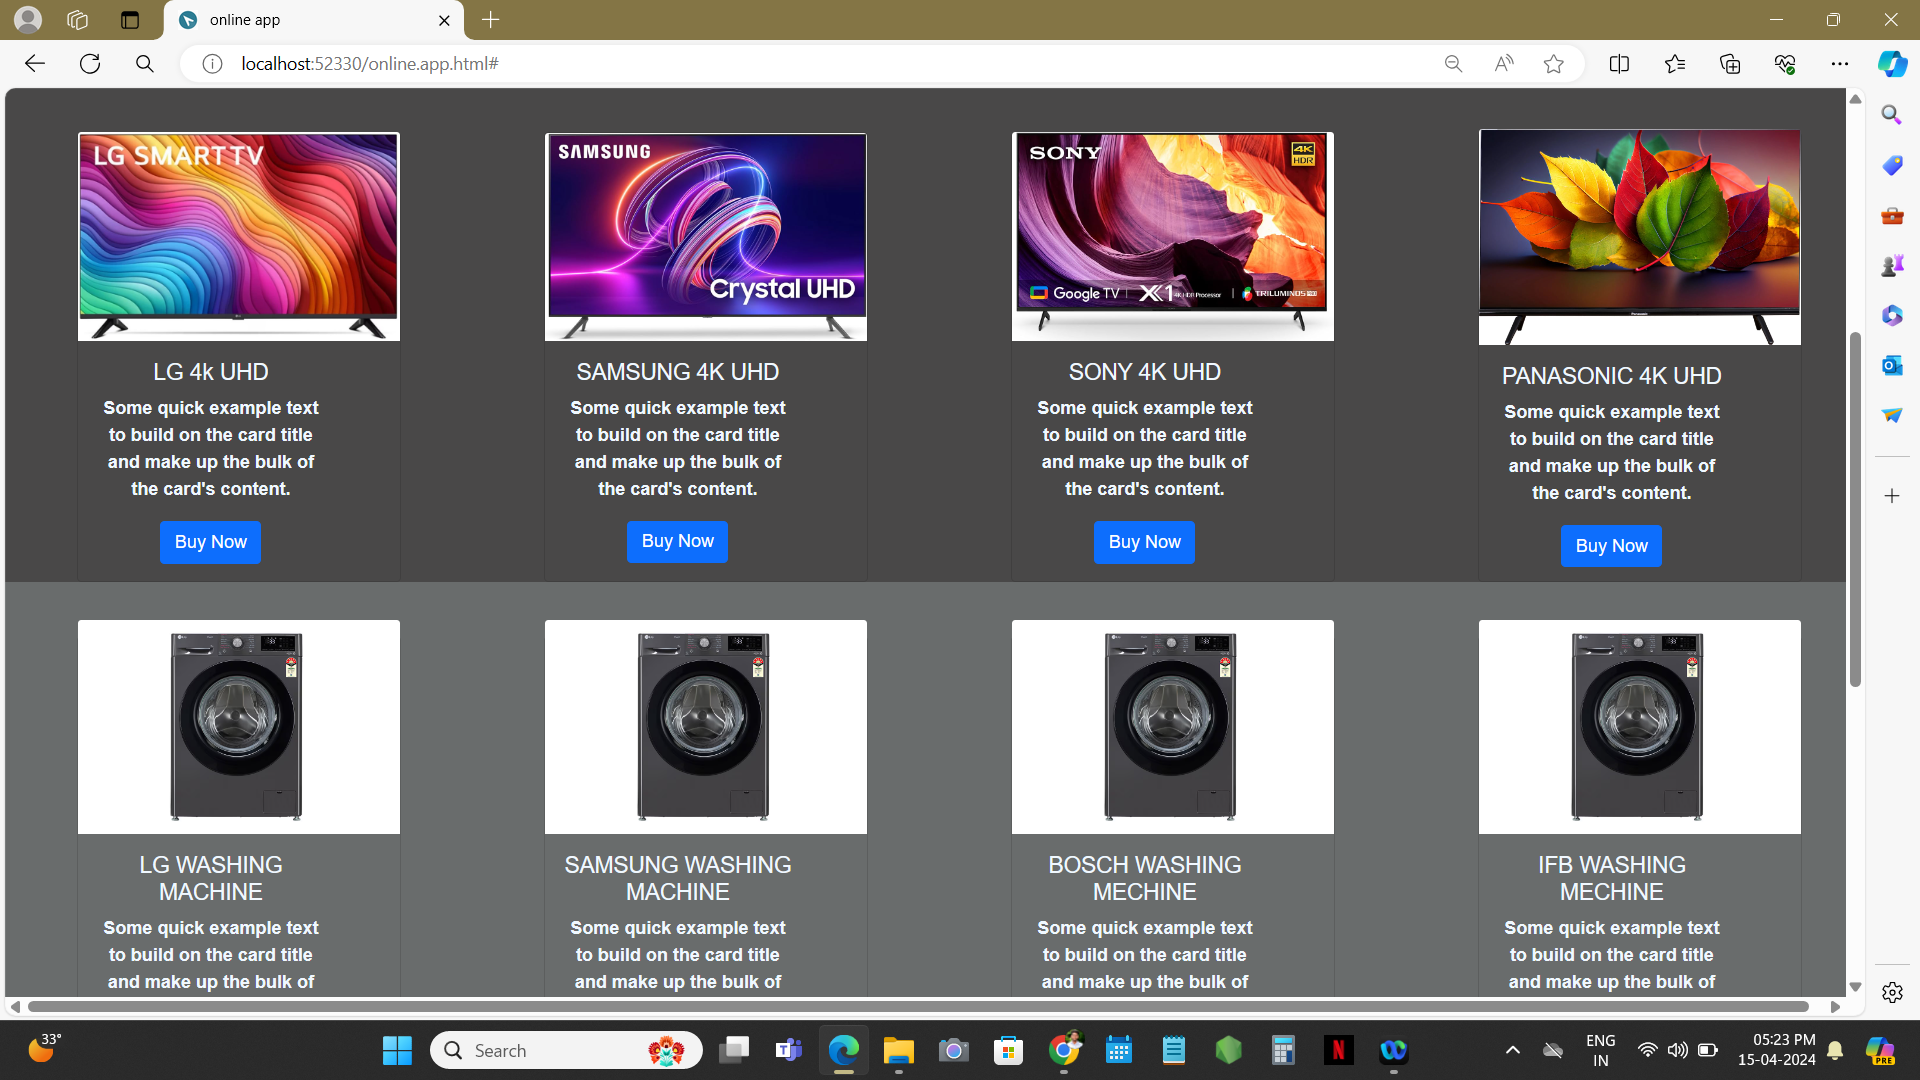 online app
localhost:52330/online.app.html#
LG SMART TV
SAMSUNG
Crystal UHD
SONY
4K
HDR
Google TV
X1
4K HDR Processor
TRILUMINOS PRO
Panasonic
LG 4k UHD
Some quick example text
to build on the card title
and make up the bulk of
the card's content.
Buy Now
SAMSUNG 4K UHD
Some quick example text
to build on the card title
and make up the bulk of
the card's content.
Buy Now
SONY 4K UHD
Some quick example text
to build on the card title
and make up the bulk of
the card's content.
Buy Now
PANASONIC 4K UHD
Some quick example text
to build on the card title
and make up the bulk of
the card's content.
Buy Now
LG WASHING
MACHINE
Some quick example text
to build on the card title
and make up the bulk of
SAMSUNG WASHING
MACHINE
Some quick example text
to build on the card title
and make up the bulk of
BOSCH WASHING
MECHINE
Some quick example text
to build on the card title
and make up the bulk of
IFB WASHING
MECHINE
Some quick example text
to build on the card title
and make up the bulk of
33°
Search
ENG
IN
05:23 PM
15-04-2024
PRE